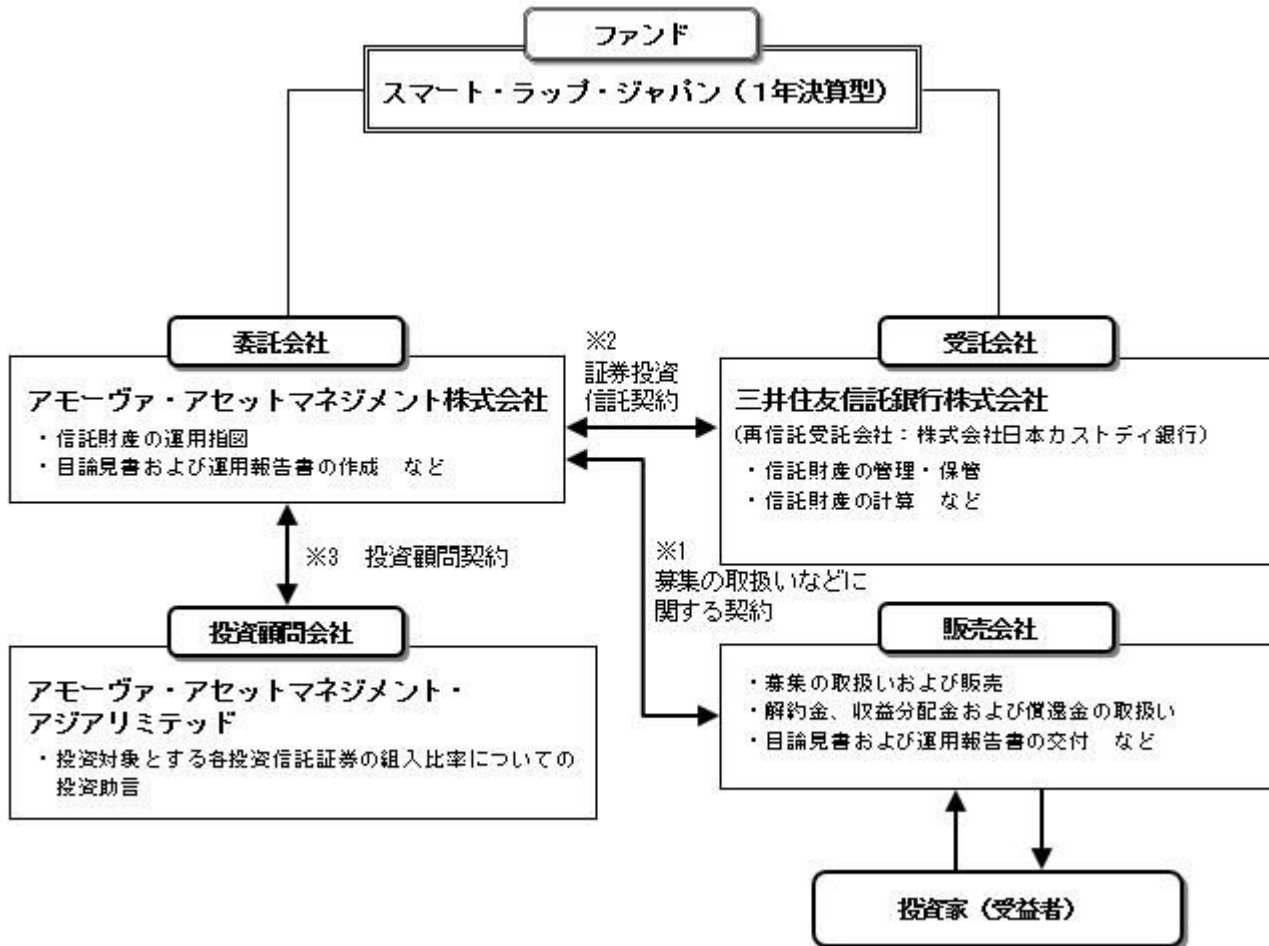 ファンド
スマート・ラップ・ジャパン（1年決算型）
委託会社
アモーヴァ・アセットマネジメント株式会社
・信託財産の運用指図
・目論見書および運用報告書の作成　など
※2
証券投資
信託契約
受託会社
三井住友信託銀行株式会社
(再信託受託会社：株式会社日本カストディ銀行)
・信託財産の管理・保管
・信託財産の計算　など
※3　投資顧問契約
※1
募集の取扱いなどに
関する契約
投資顧問会社
アモーヴァ・アセットマネジメント・
アジアリミテッド
・投資対象とする各投資信託証券の組入比率についての
投資助言
販売会社
・募集の取扱いおよび販売
・解約金、収益分配金および償還金の取扱い
・目論見書および運用報告書の交付　など
投資家（受益者）